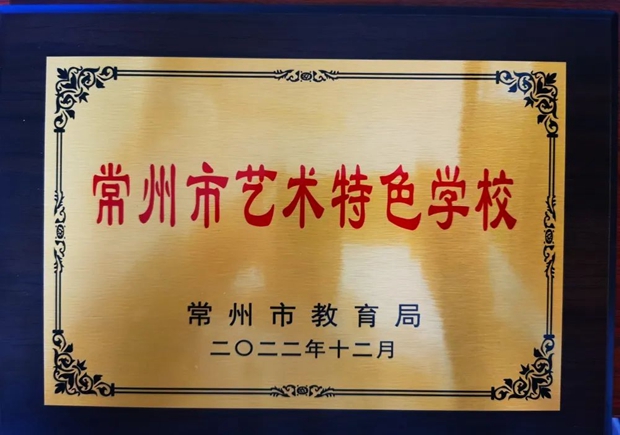 常州市艺术特色学校
常州市教育局
二〇二二年十二月